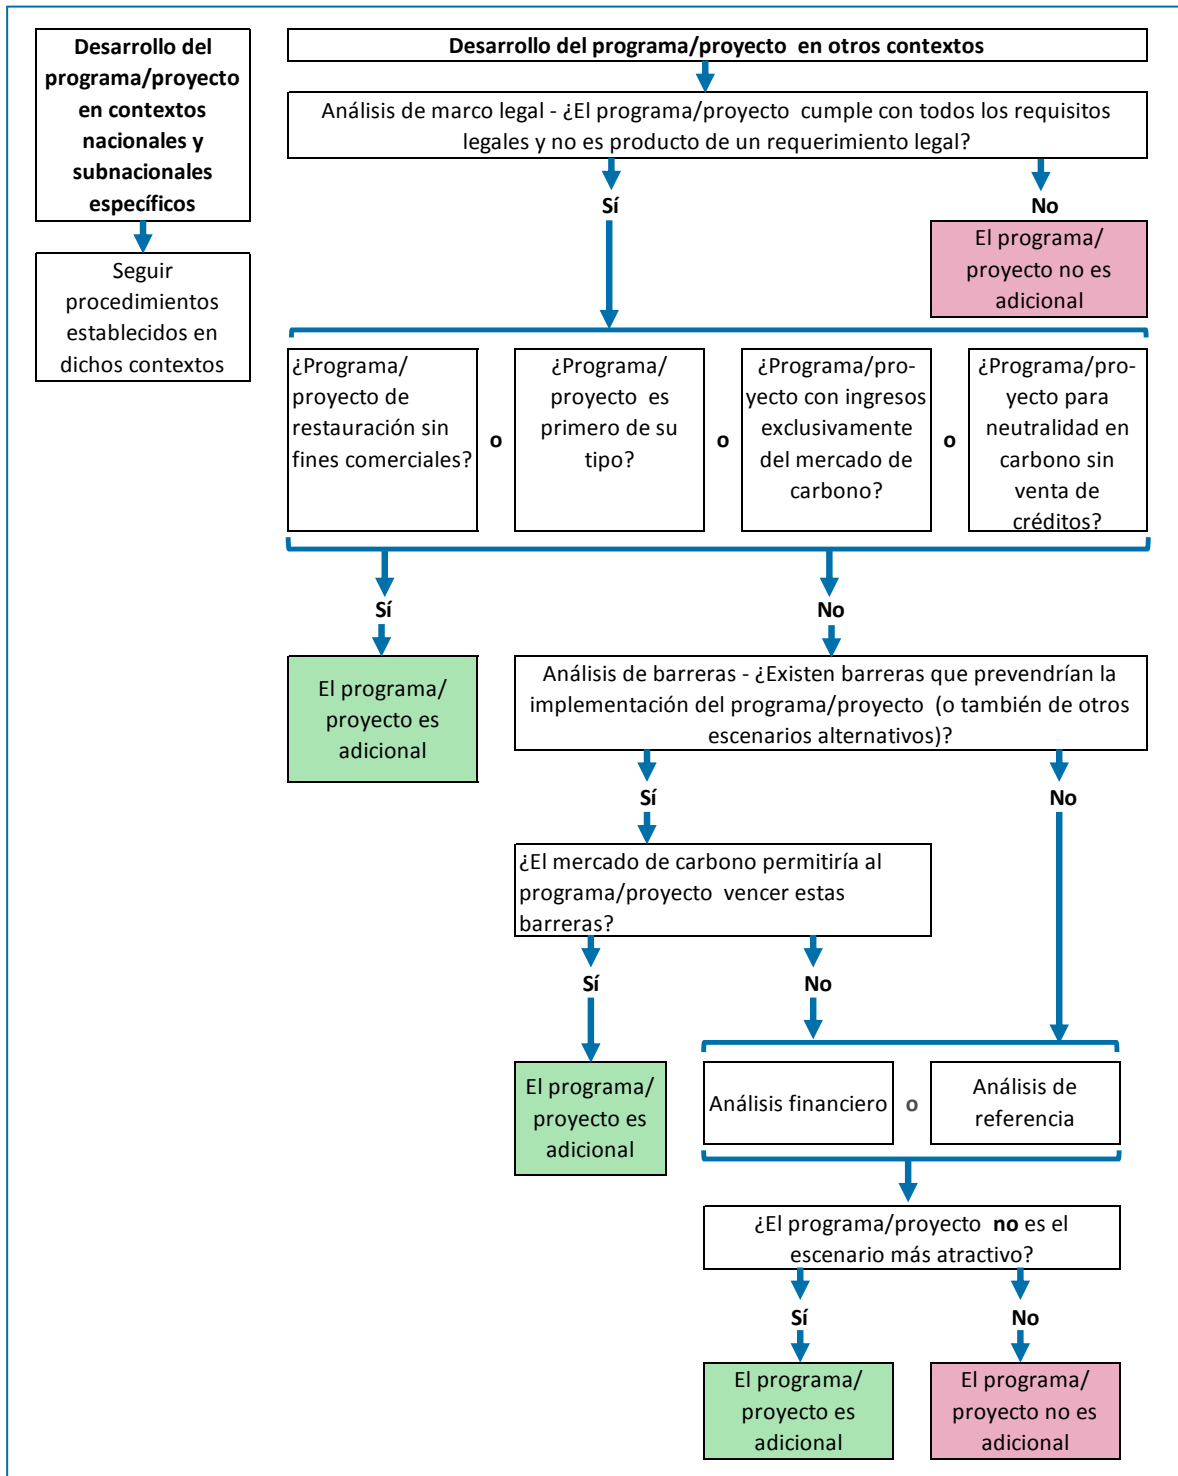 Desarrollo del
programa/proyecto
en contextos
nacionales y
subnacionales
específicos
Seguir
procedimientos
establecidos en
dichos contextos
Desarrollo del programa/proyecto en otros contextos
Análisis de marco legal - ¿El programa/proyecto cumple con todos los requisitos
legales y no es producto de un requerimiento legal?
Sí
No
El programa/
proyecto no es
adicional
¿Programa/
proyecto de
restauración sin
fines comerciales?
o
¿Programa/
proyecto es
primero de su
tipo?
o
¿Programa/pro-
yecto con ingresos
exclusivamente
del mercado de
carbono?
o
¿Programa/pro-
yecto para
neutralidad en
carbono sin
venta de
créditos?
Sí
No
El programa/
proyecto es
adicional
Análisis de barreras - ¿Existen barreras que prevendrían la
implementación del programa/proyecto (o también de otros
escenarios alternativos)?
Sí
No
¿El mercado de carbono permitiría al
programa/proyecto vencer estas
barreras?
Sí
No
El programa/
proyecto es
adicional
Análisis financiero
o
Análisis de
referencia
¿El programa/proyecto no es el
escenario más atractivo?
Sí
No
El programa/
proyecto es
adicional
El programa/
proyecto no es
adicional